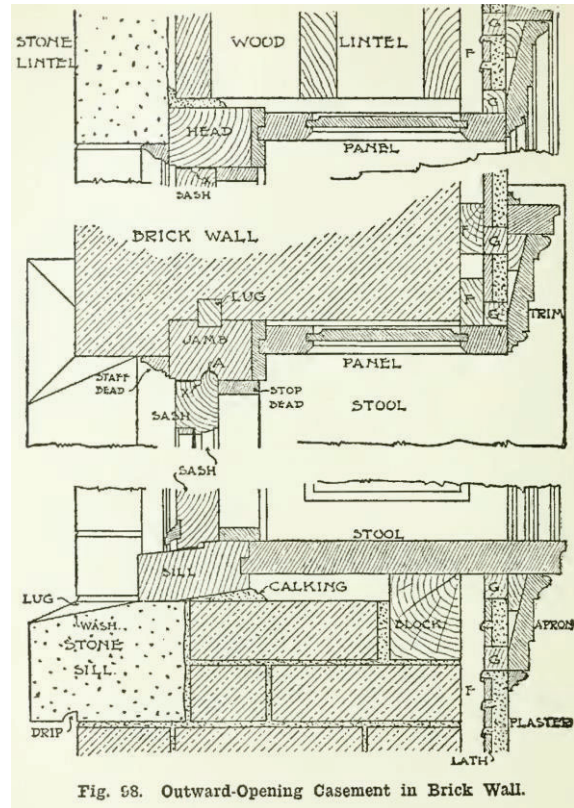 STONE LINTEL
WOOD LINTEL
F
G
HEAD
G
PANEL
SASH
BRICK WALL
G
LUG
F
JAMB
G
TRIM
A
PANEL
STAFF BEAD
X
STOP BEAD
SASH
STOOL
SASH
STOOL
SILL
CALKING
G
LUG
WASH
BLOCK
APRON
STONE SILL
G
F
DRIP
PLASTER
LATH
Fig. 98. Outward-Opening Casement in Brick Wall.